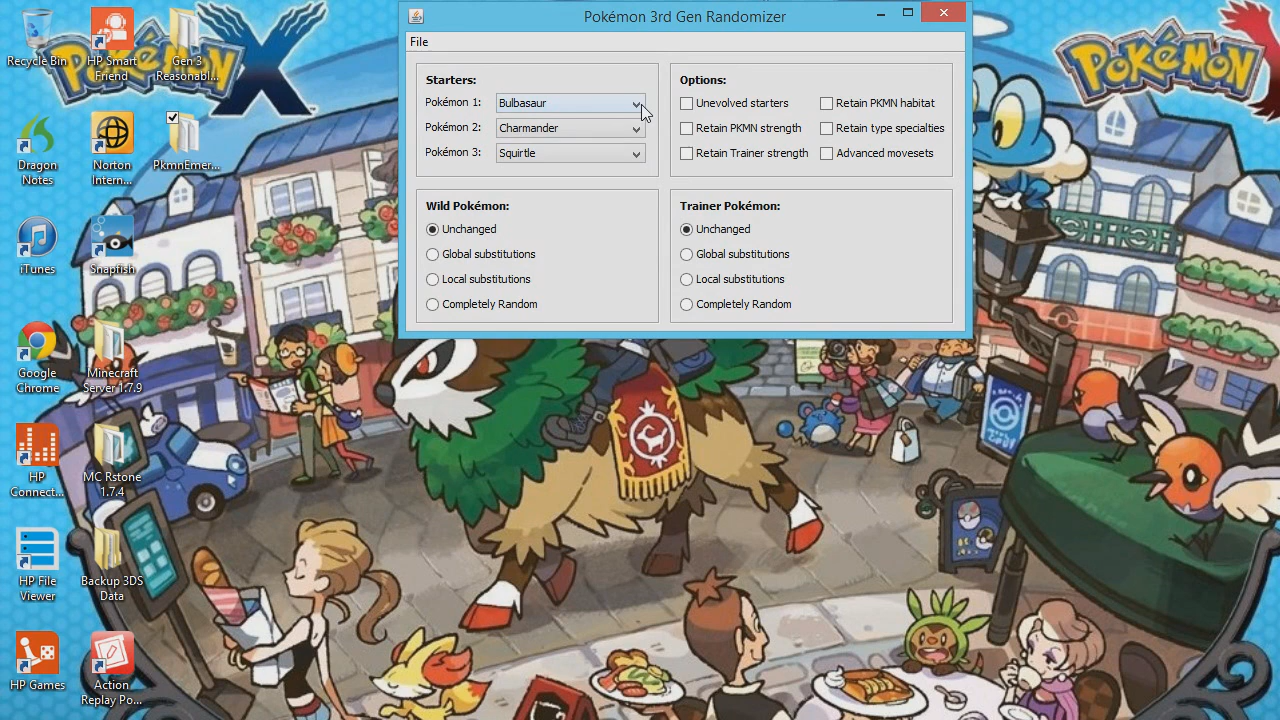 Recycle Bin
HP Smart
Friend
Gen 3
Reasonabl...
Dragon
Notes
Norton
Intern...
PkmnEmer...
iTunes
Snapfish
Google
Chrome
Minecraft
Server 1.7.9
HP
Connect...
MC Rstone
1.7.4
HP File
Viewer
Backup 3DS
Data
HP Games
Action
Replay Po...
POKéMON
X
POKéMON
Pokémon 3rd Gen Randomizer
File
Starters:
Pokémon 1: Bulbasaur
Pokémon 2: Charmander
Pokémon 3: Squirtle
Options:
Unevolved starters
Retain PKMN habitat
Retain PKMN strength
Retain type specialties
Retain Trainer strength
Advanced movesets
Wild Pokémon:
Unchanged
Global substitutions
Local substitutions
Completely Random
Trainer Pokémon:
Unchanged
Global substitutions
Local substitutions
Completely Random